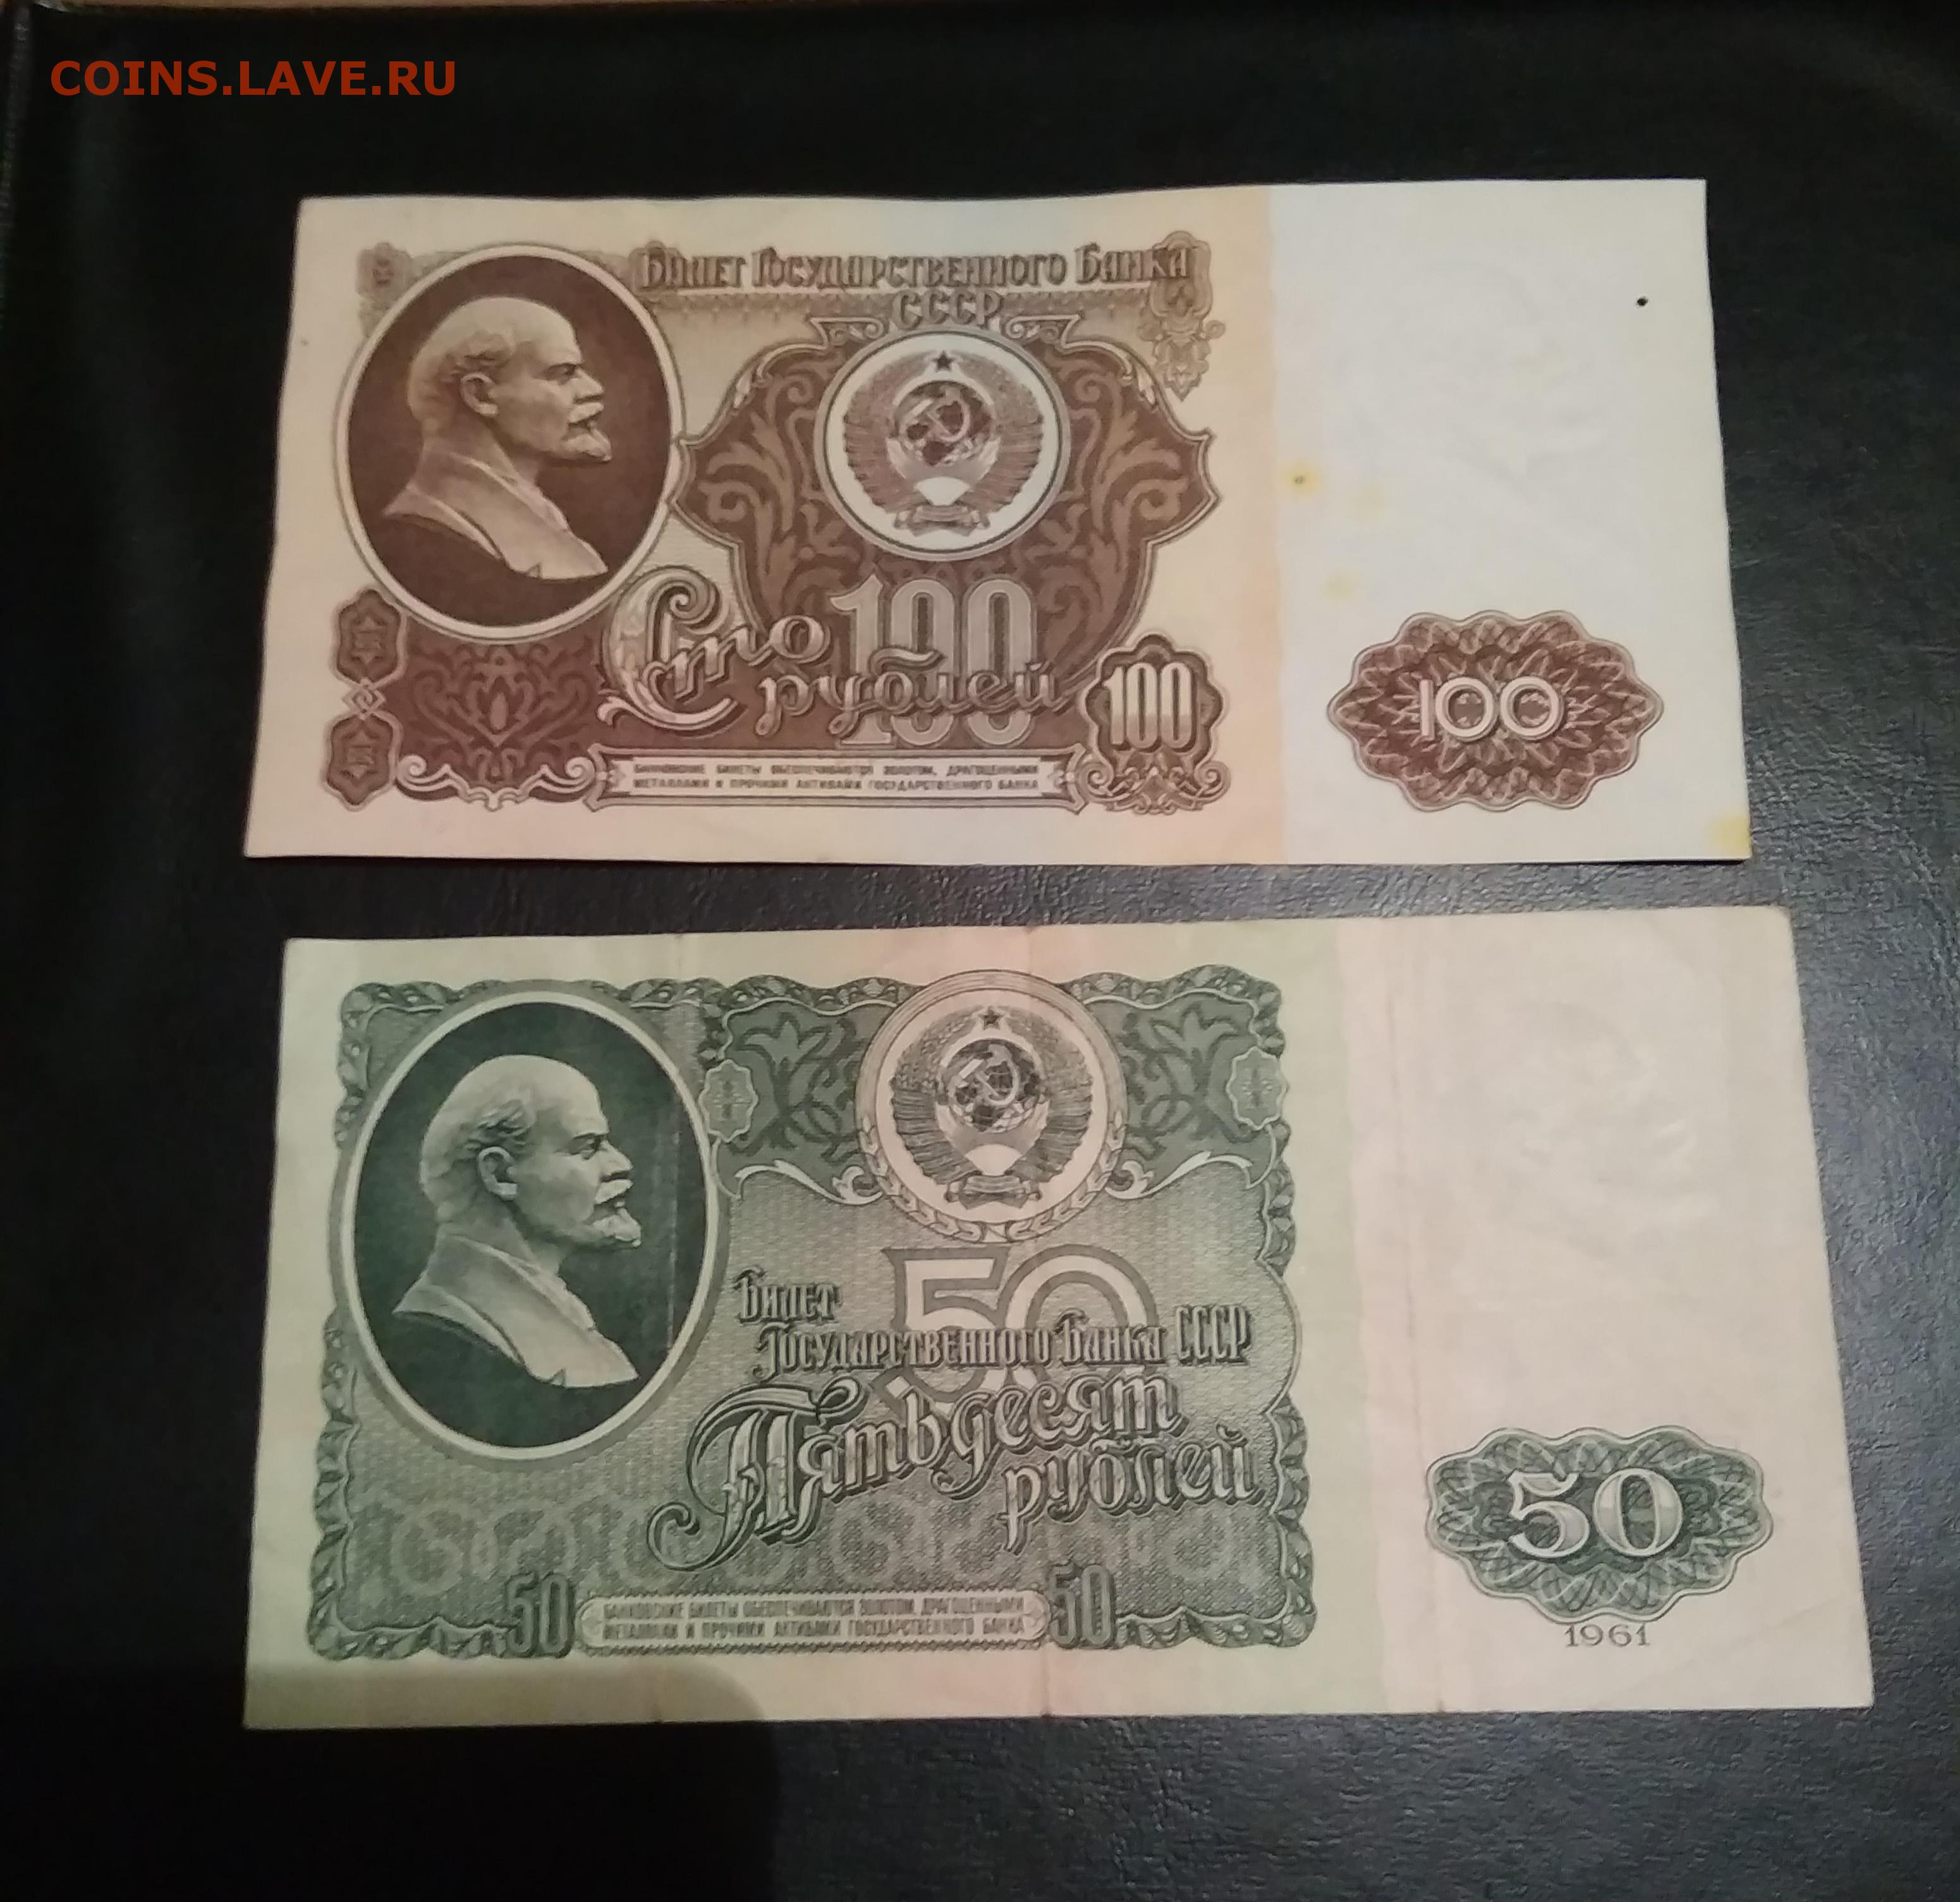 COINS.LAVE.RU
Билет Государственного Банка
СССР
100
Сто
рублей
100
100
БАНКОВСКИЕ БИЛЕТЫ ОБЕСПЕЧИВАЮТСЯ ЗОЛОТОМ, ДРАГОЦЕННЫМИ
МЕТАЛЛАМИ И ПРОЧИМИ АКТИВАМИ ГОСУДАРСТВЕННОГО БАНКА
50
Билет
Государственного Банка СССР
Пятьдесят
рублей
50
50
50
БАНКОВСКИЕ БИЛЕТЫ ОБЕСПЕЧИВАЮТСЯ ЗОЛОТОМ, ДРАГОЦЕННЫМИ
МЕТАЛЛАМИ И ПРОЧИМИ АКТИВАМИ ГОСУДАРСТВЕННОГО БАНКА
1961